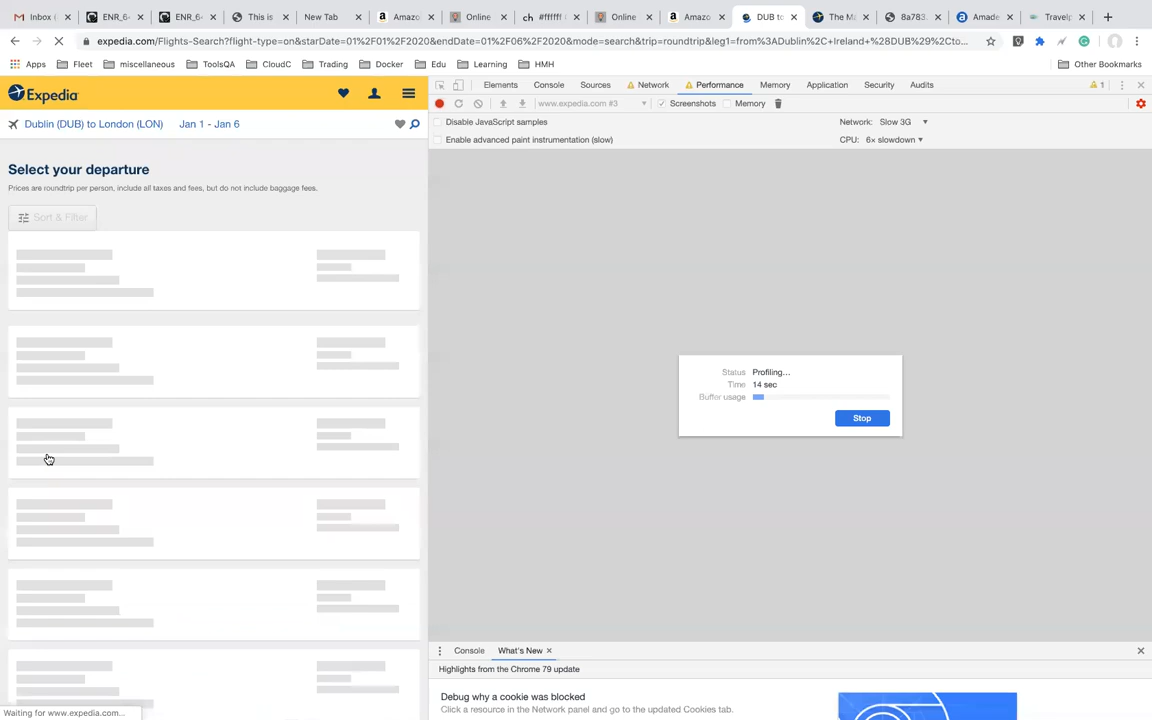 Inbox (
ENR_6
ENR_6
This is
New Tab
Amazo
Online
ch #ffffff
Online
Amazo
DUB to
The Ma
8a783.
Amade
Travelp
expedia.com/Flights-Search?flight-type=on&startDate=01%2F01%2F2020&endDate=01%2F06%2F2020&mode=search&trip=roundtrip&leg1=from%3ADublin%2C+Ireland+%28DUB%29%2Cto...
Apps Fleet miscellaneous ToolsQA CloudC Trading Docker Edu Learning HMH Other Bookmarks
Expedia
Dublin (DUB) to London (LON) Jan 1 - Jan 6
Select your departure
Prices are roundtrip per person, include all taxes and fees, but do not include baggage fees.
Sort & Filter
Waiting for www.expedia.com...
Elements Console Sources Network Performance Memory Application Security Audits 1
www.expedia.com #3 Screenshots Memory
Disable JavaScript samples Network: Slow 3G
Enable advanced paint instrumentation (slow) CPU: 6× slowdown
Status Profiling...
Time 14 sec
Buffer usage
Stop
Console What's New
Highlights from the Chrome 79 update
Debug why a cookie was blocked
Click a resource in the Network panel and go to the updated Cookies tab.